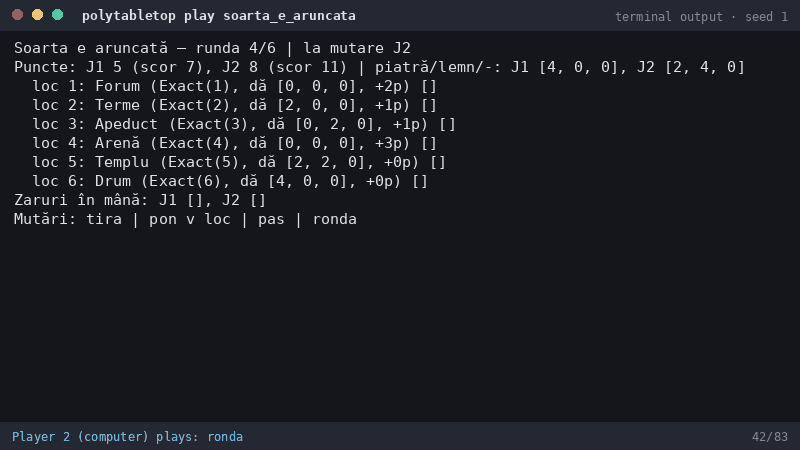 polytabletop play soarta_e_aruncata
terminal output · seed 1
Soarta e aruncată — runda 4/6 | la mutare J2
Puncte: J1 5 (scor 7), J2 8 (scor 11) | piatră/lemn/-: J1 [4, 0, 0], J2 [2, 4, 0]
loc 1: Forum (Exact(1), dă [0, 0, 0], +2p) []
loc 2: Terme (Exact(2), dă [2, 0, 0], +1p) []
loc 3: Apeduct (Exact(3), dă [0, 2, 0], +1p) []
loc 4: Arenă (Exact(4), dă [0, 0, 0], +3p) []
loc 5: Templu (Exact(5), dă [2, 2, 0], +0p) []
loc 6: Drum (Exact(6), dă [4, 0, 0], +0p) []
Zaruri în mână: J1 [], J2 []
Mutări: tira | pon v loc | pas | ronda
Player 2 (computer) plays: ronda
42/83